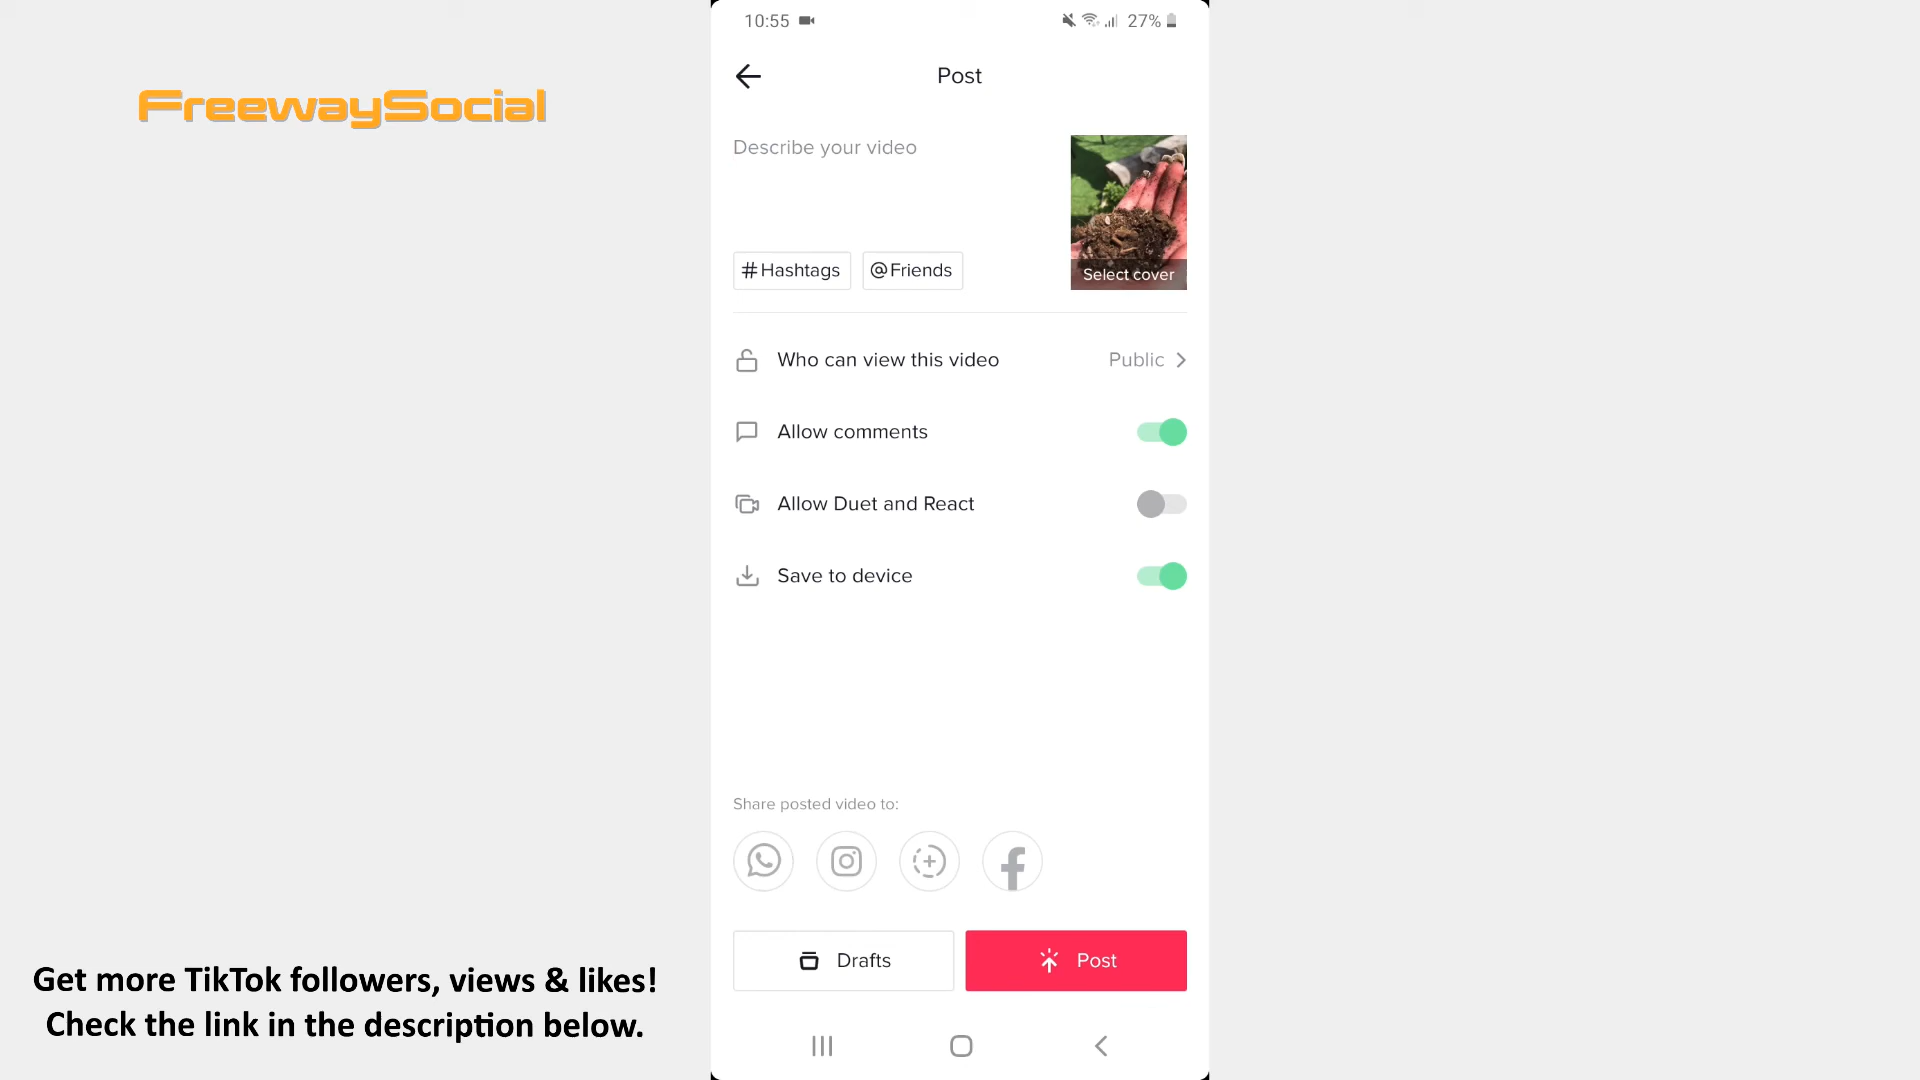 10:55
27%
Post
FreewaySocial
Describe your video
#Hashtags
@Friends
Select cover
Who can view this video
Public
Allow comments
Allow Duet and React
Save to device
Share posted video to:
Drafts
Post
Get more TikTok followers, views & likes!
Check the link in the description below.